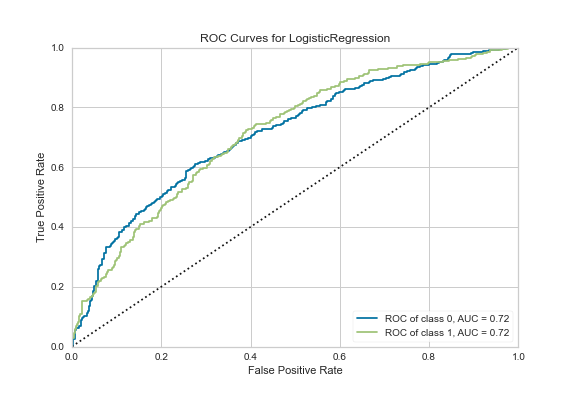 ROC Curves for LogisticRegression
1.0
0.8
0.6
0.4
0.2
0.0
True Positive Rate
0.0 0.2 0.4 0.6 0.8 1.0
False Positive Rate
ROC of class 0, AUC = 0.72
ROC of class 1, AUC = 0.72